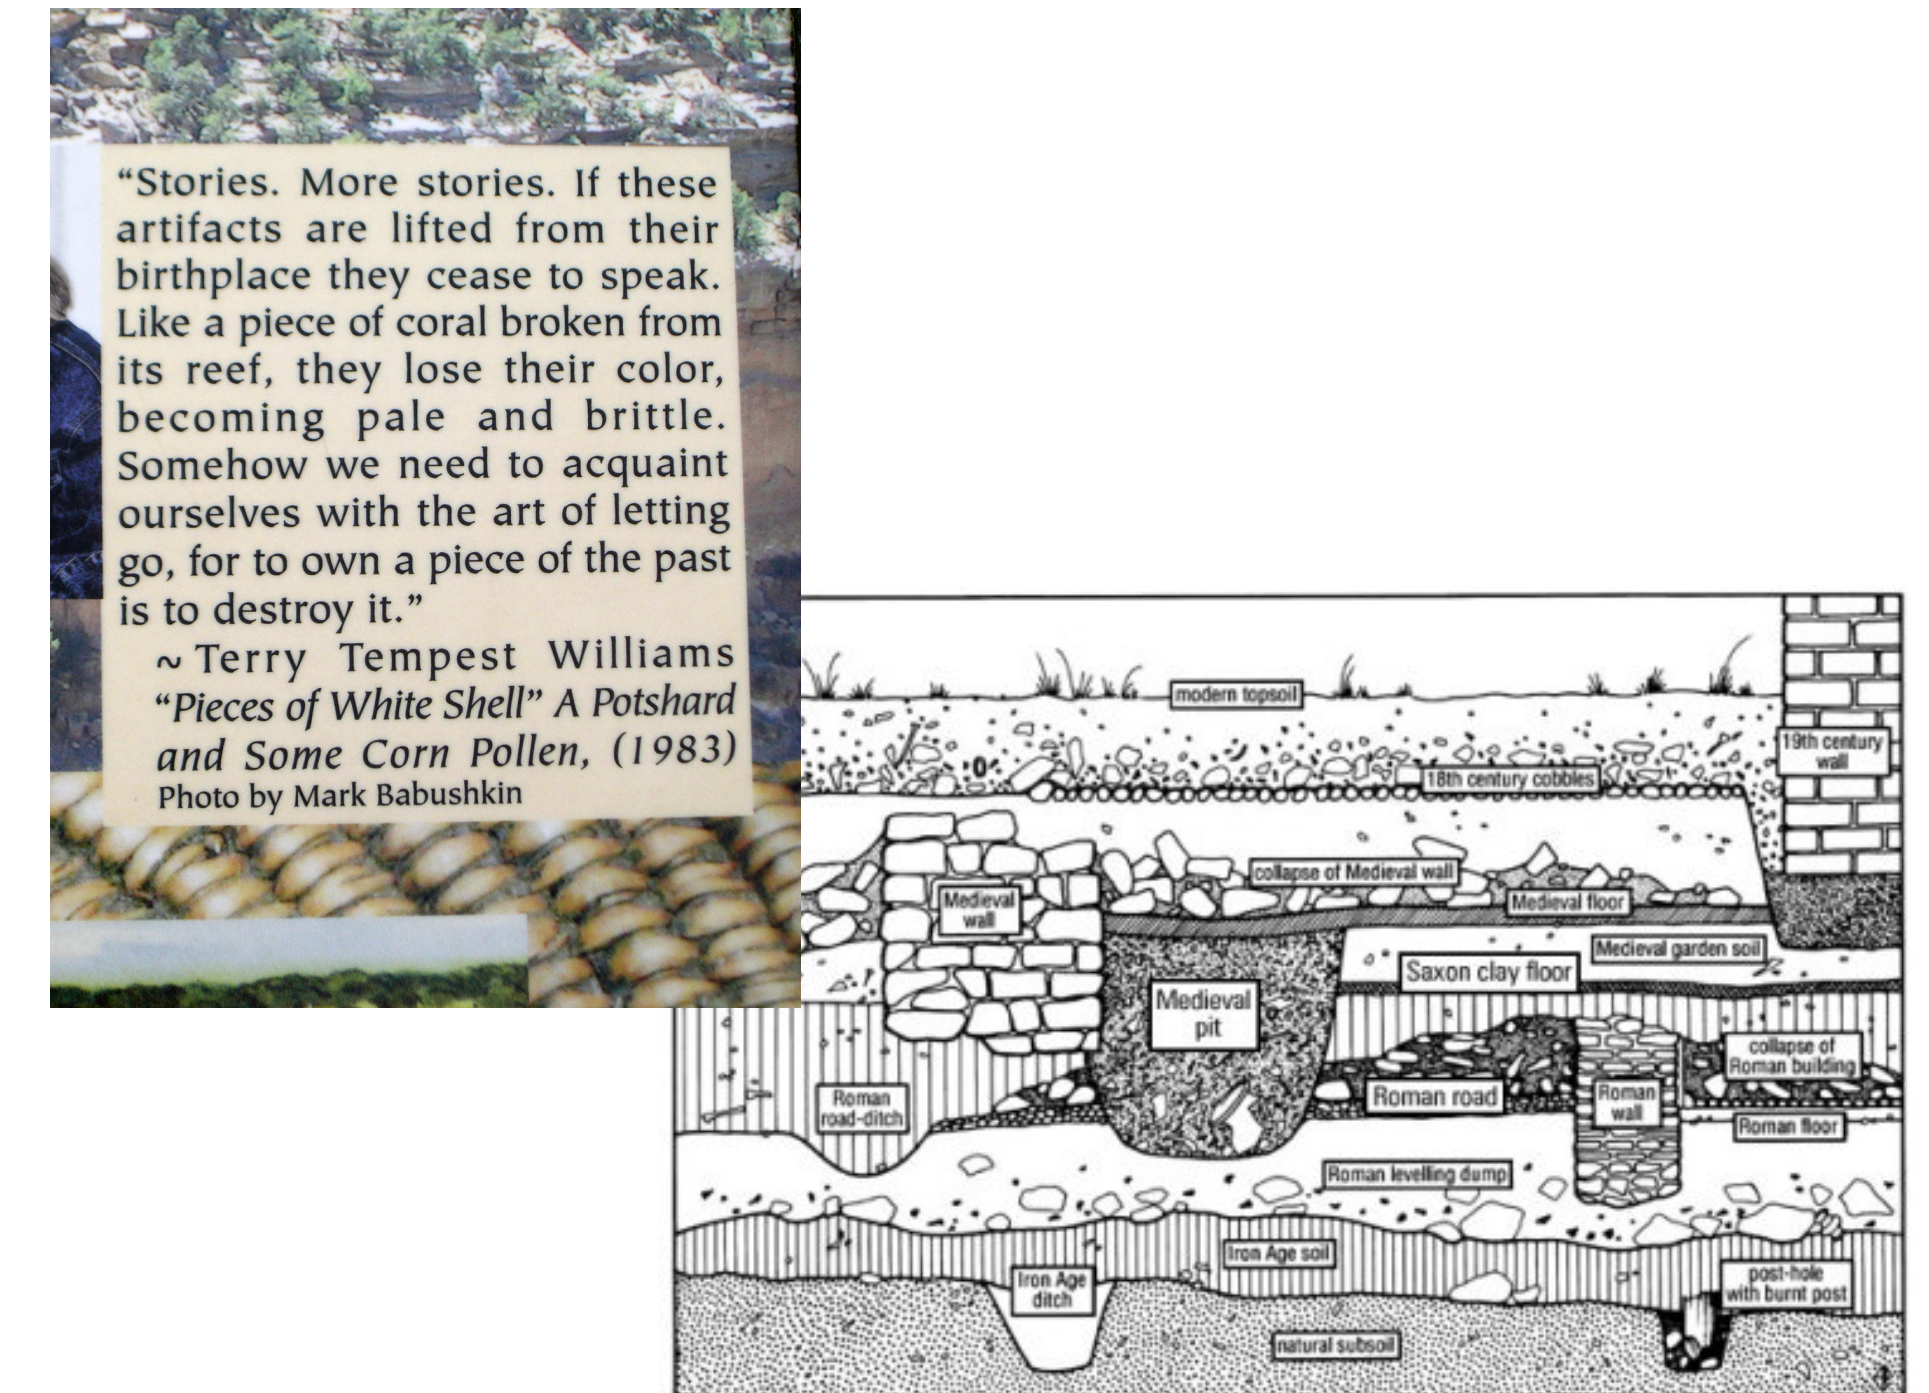 “Stories. More stories. If these
artifacts are lifted from their
birthplace they cease to speak.
Like a piece of coral broken from
its reef, they lose their color,
becoming pale and brittle.
Somehow we need to acquaint
ourselves with the art of letting
go, for to own a piece of the past
is to destroy it.”
~ Terry Tempest Williams
“Pieces of White Shell” A Potshard
and Some Corn Pollen, (1983)
Photo by Mark Babushkin
modern topsoil
19th century
wall
18th century cobbles
collapse of Medieval wall
Medieval
wall
Medieval floor
Medieval garden soil
Saxon clay floor
Medieval
pit
collapse of
Roman building
Roman road
Roman
wall
Roman
road-ditch
Roman floor
Roman levelling dump
Iron Age soil
Iron Age
ditch
post-hole
with burnt post
natural subsoil